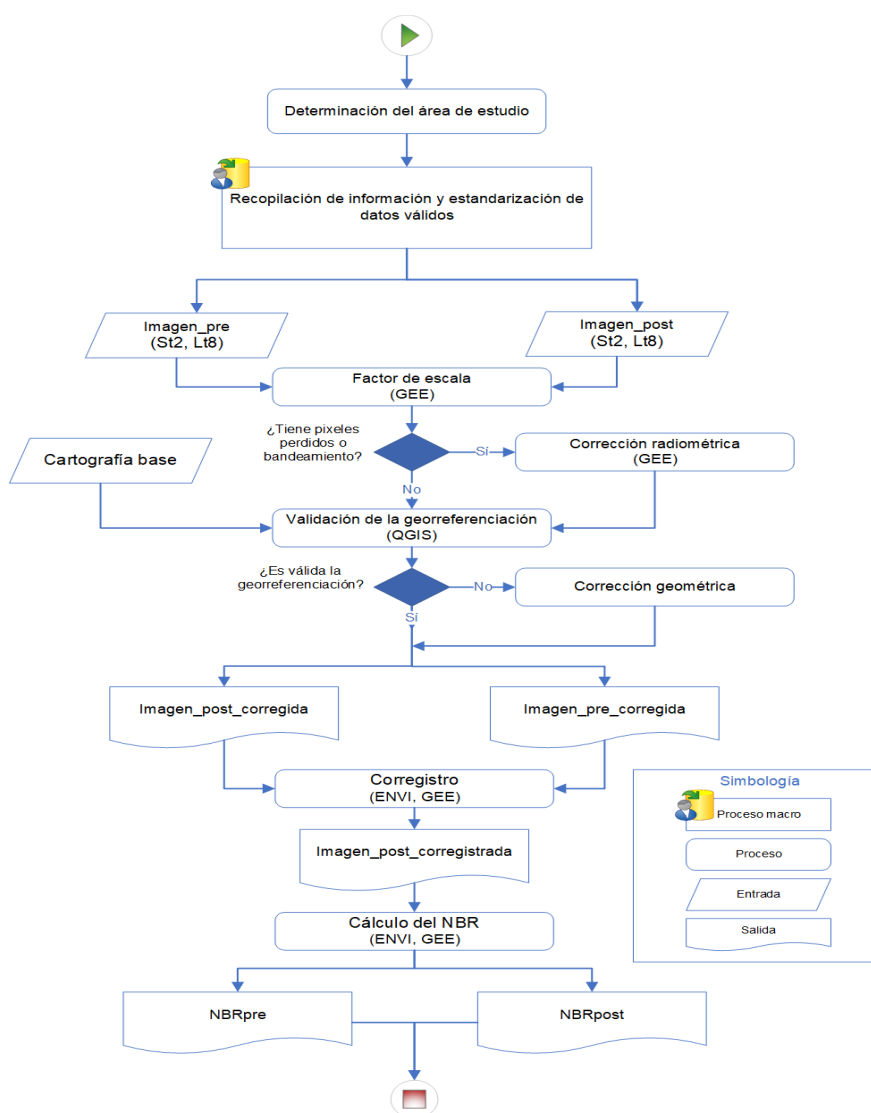 Determinación del área de estudio
Recopilación de información y estandarización de
datos válidos
Imagen_pre
(St2, Lt8)
Imagen_post
(St2, Lt8)
Factor de escala
(GEE)
¿Tiene pixeles
perdidos o
bandeamiento?
Sí
Corrección radiométrica
(GEE)
Cartografía base
No
Validación de la georreferenciación
(QGIS)
¿Es válida la
georreferenciación?
No
Corrección geométrica
Sí
Imagen_post_corregida
Imagen_pre_corregida
Corregistro
(ENVI, GEE)
Imagen_post_corregistrada
Cálculo del NBR
(ENVI, GEE)
NBRpre
NBRpost
Simbología
Proceso macro
Proceso
Entrada
Salida